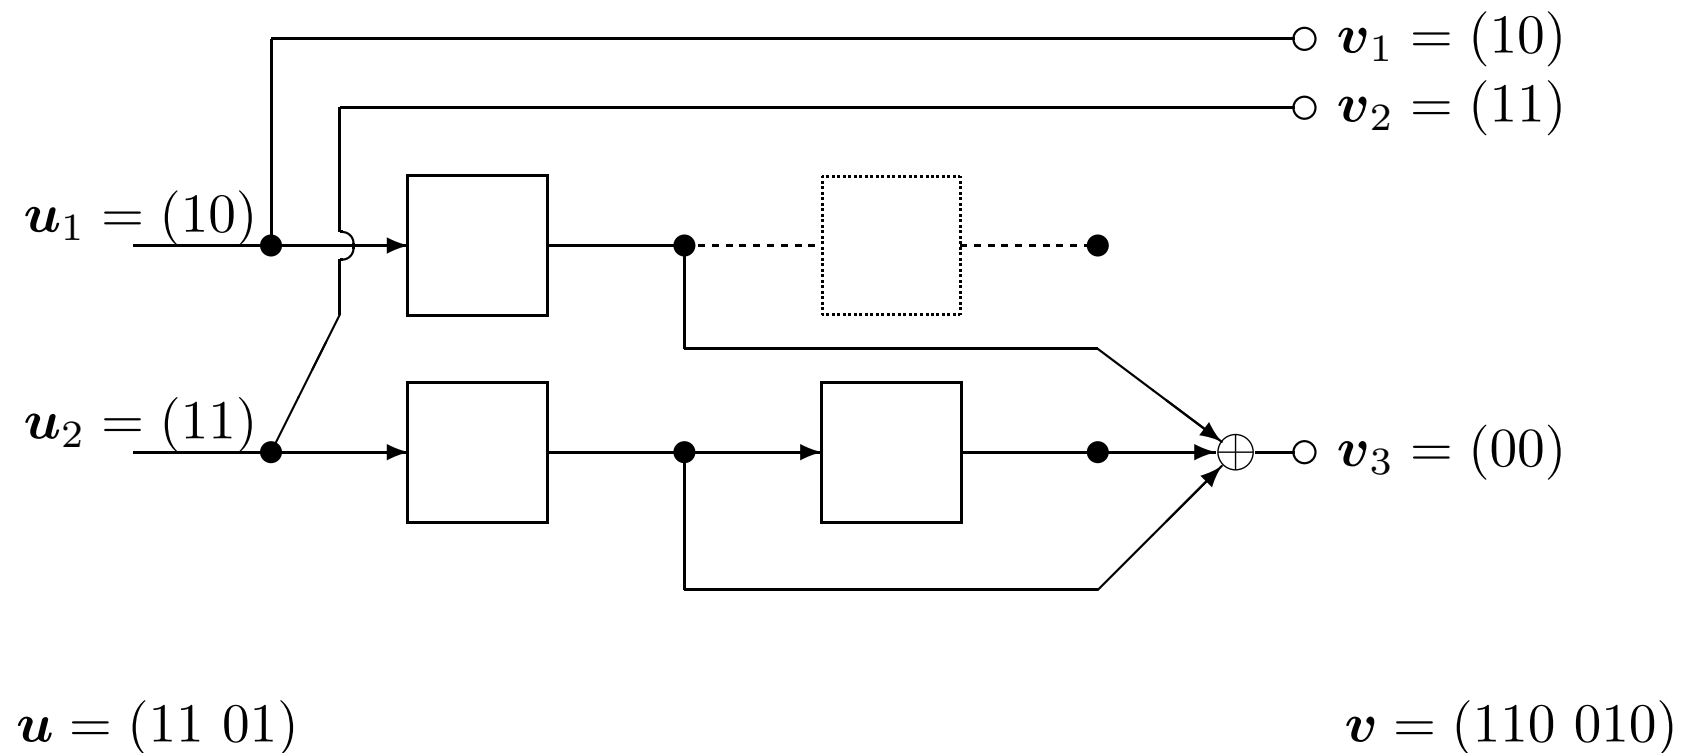 v₁ = (10)
v₂ = (11)
u₁ = (10)
u₂ = (11)
v₃ = (00)
u = (11 01)
v = (110 010)